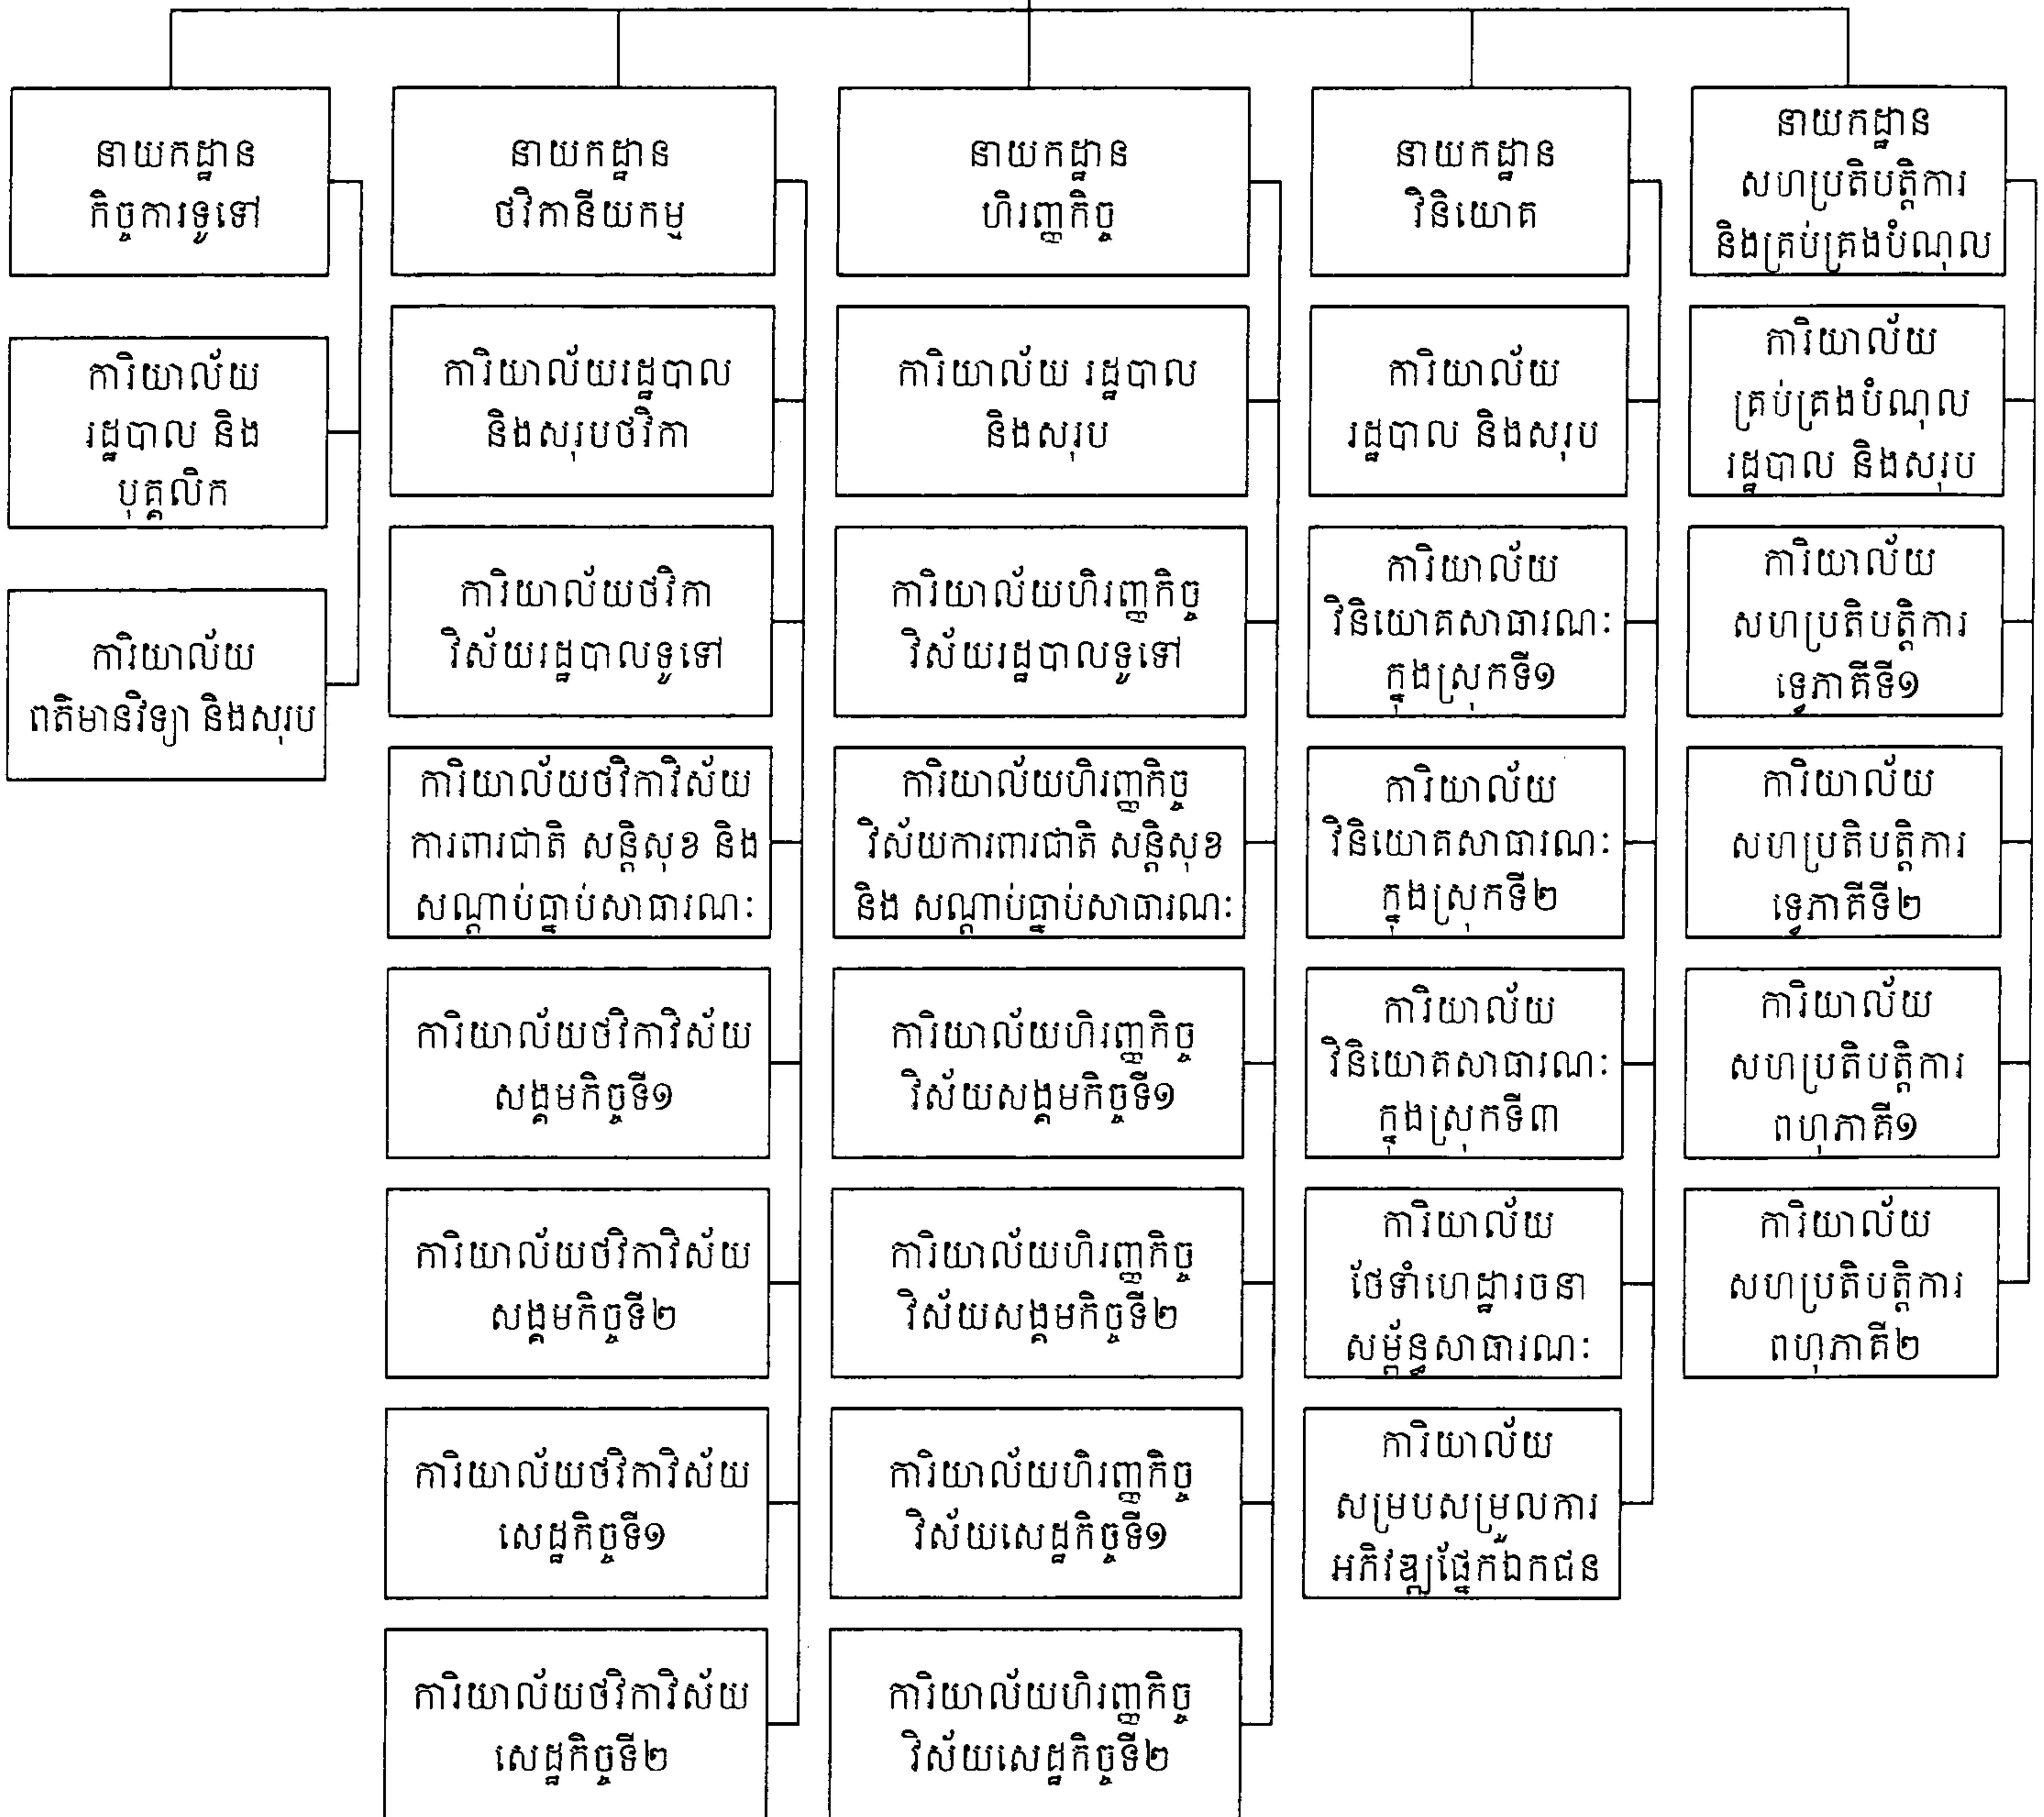 នាយកដ្ឋាន
កិច្ចការទូទៅ
ការិយាល័យ
រដ្ឋបាល និង
បុគ្គលិក
ការិយាល័យ
ពត៌មានវិទ្យា និងសរុប
នាយកដ្ឋាន
ថវិកានីយកម្ម
ការិយាល័យរដ្ឋបាល
និងសរុបថវិកា
ការិយាល័យថវិកា
វិស័យរដ្ឋបាលទូទៅ
ការិយាល័យថវិកាវិស័យ
ការពារជាតិ សន្តិសុខ និង
សណ្តាប់ធ្នាប់សាធារណៈ
ការិយាល័យថវិកាវិស័យ
សង្គមកិច្ចទី១
ការិយាល័យថវិកាវិស័យ
សង្គមកិច្ចទី២
ការិយាល័យថវិកាវិស័យ
សេដ្ឋកិច្ចទី១
ការិយាល័យថវិកាវិស័យ
សេដ្ឋកិច្ចទី២
នាយកដ្ឋាន
ហិរញ្ញកិច្ច
ការិយាល័យ រដ្ឋបាល
និងសរុប
ការិយាល័យហិរញ្ញកិច្ច
វិស័យរដ្ឋបាលទូទៅ
ការិយាល័យហិរញ្ញកិច្ច
វិស័យការពារជាតិ សន្តិសុខ
និង សណ្តាប់ធ្នាប់សាធារណៈ
ការិយាល័យហិរញ្ញកិច្ច
វិស័យសង្គមកិច្ចទី១
ការិយាល័យហិរញ្ញកិច្ច
វិស័យសង្គមកិច្ចទី២
ការិយាល័យហិរញ្ញកិច្ច
វិស័យសេដ្ឋកិច្ចទី១
ការិយាល័យហិរញ្ញកិច្ច
វិស័យសេដ្ឋកិច្ចទី២
នាយកដ្ឋាន
វិនិយោគ
ការិយាល័យ
រដ្ឋបាល និងសរុប
ការិយាល័យ
វិនិយោគសាធារណៈ
ក្នុងស្រុកទី១
ការិយាល័យ
វិនិយោគសាធារណៈ
ក្នុងស្រុកទី២
ការិយាល័យ
វិនិយោគសាធារណៈ
ក្នុងស្រុកទី៣
ការិយាល័យ
ថែទាំហេដ្ឋារចនា
សម្ព័ន្ធសាធារណៈ
ការិយាល័យ
សម្របសម្រួលការ
អភិវឌ្ឍផ្នែកឯកជន
នាយកដ្ឋាន
សហប្រតិបត្តិការ
និងគ្រប់គ្រងបំណុល
ការិយាល័យ
គ្រប់គ្រងបំណុល
រដ្ឋបាល និងសរុប
ការិយាល័យ
សហប្រតិបត្តិការ
ទ្វេភាគីទី១
ការិយាល័យ
សហប្រតិបត្តិការ
ទ្វេភាគីទី២
ការិយាល័យ
សហប្រតិបត្តិការ
ពហុភាគី១
ការិយាល័យ
សហប្រតិបត្តិការ
ពហុភាគី២